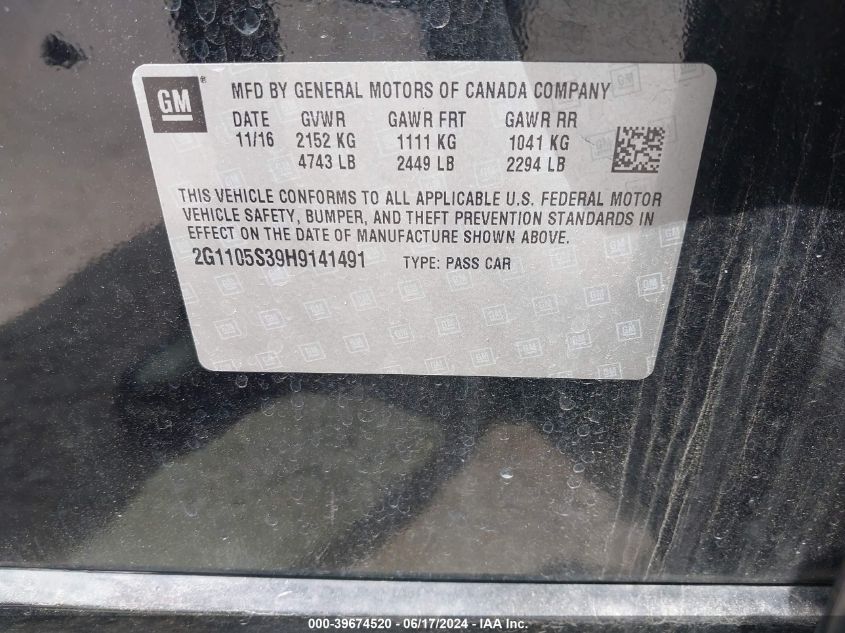 GM ® MFD BY GENERAL MOTORS OF CANADA COMPANY
DATE GVWR GAWR FRT GAWR RR
11/16 2152 KG 1111 KG 1041 KG
4743 LB 2449 LB 2294 LB
THIS VEHICLE CONFORMS TO ALL APPLICABLE U.S. FEDERAL MOTOR
VEHICLE SAFETY, BUMPER, AND THEFT PREVENTION STANDARDS IN
EFFECT ON THE DATE OF MANUFACTURE SHOWN ABOVE.
2G1105S39H9141491 TYPE: PASS CAR
000-39674520 - 06/17/2024 - IAA Inc.